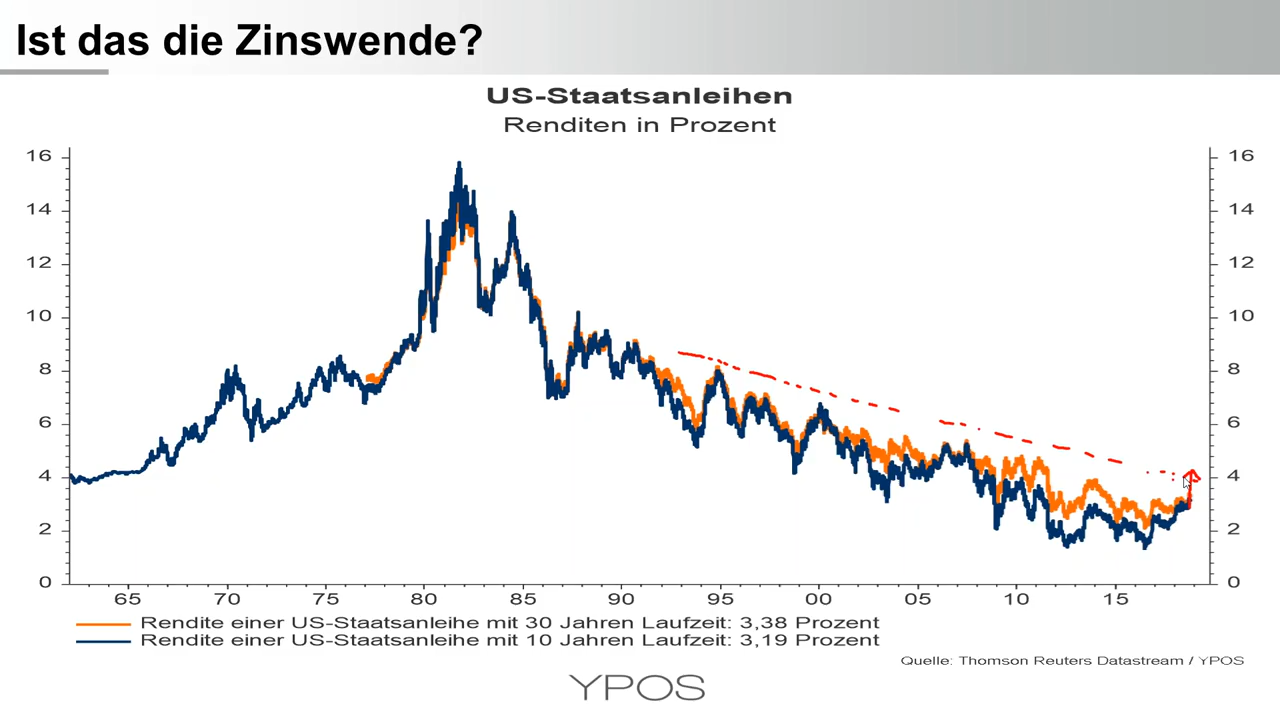 Ist das die Zinswende?
US-Staatsanleihen
Renditen in Prozent
16 16
14 14
12 12
10 10
8 8
6 6
4 4
2 2
0 0
65 70 75 80 85 90 95 00 05 10 15
Rendite einer US-Staatsanleihe mit 30 Jahren Laufzeit: 3,38 Prozent
Rendite einer US-Staatsanleihe mit 10 Jahren Laufzeit: 3,19 Prozent
Quelle: Thomson Reuters Datastream / YPOS
YPOS